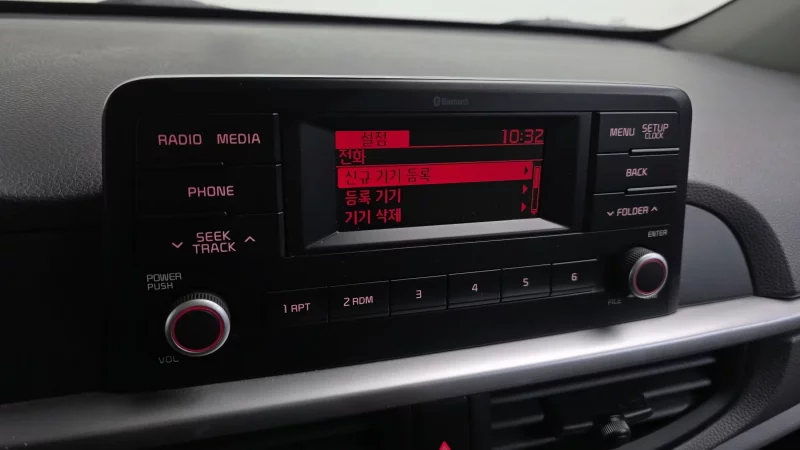 Bluetooth
RADIO MEDIA
PHONE
SEEK
TRACK
POWER
PUSH
VOL
설정 10:32
전화
신규 기기 등록
등록 기기
기기 삭제
1 RPT 2 RDM 3 4 5 6
MENU SETUP
CLOCK
BACK
FOLDER
ENTER
FILE